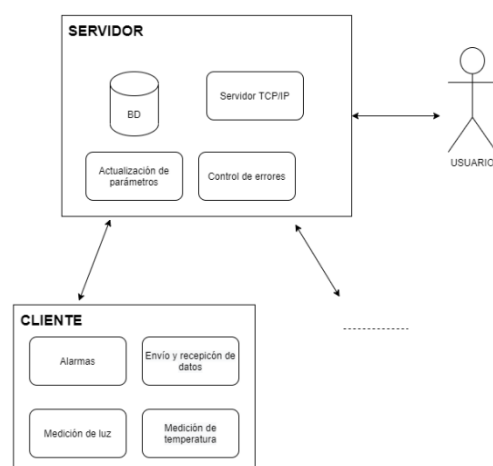 SERVIDOR
BD
Servidor TCP/IP
Actualización de
parámetros
Control de errores
USUARIO
CLIENTE
Alarmas
Envío y recepicón de
datos
Medición de luz
Medición de
temperatura